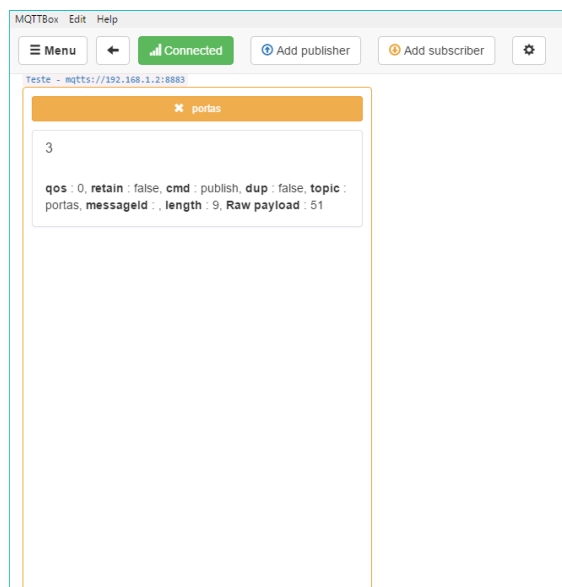 MQTTBox Edit Help
Menu Connected Add publisher Add subscriber
Teste - mqtts://192.168.1.2:8883
portas
3
qos : 0, retain : false, cmd : publish, dup : false, topic :
portas, messageId : , length : 9, Raw payload : 51